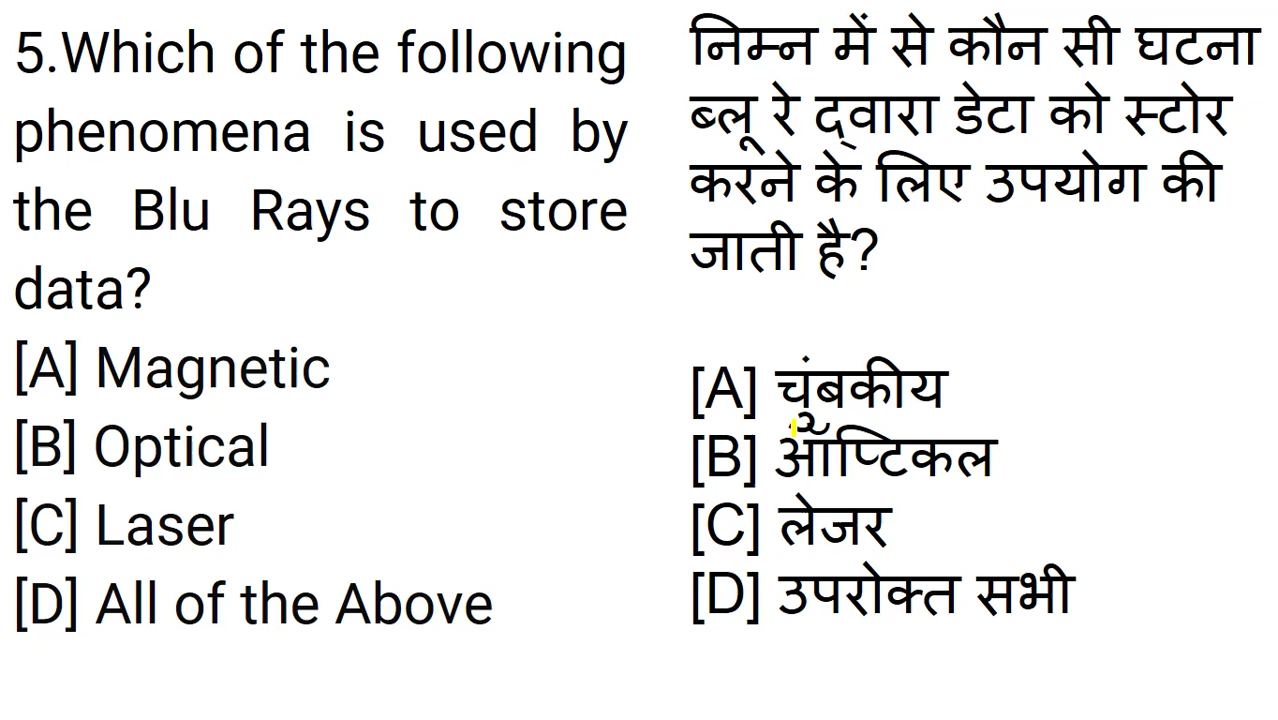 5.Which of the following
phenomena is used by
the Blu Rays to store
data?
[A] Magnetic
[B] Optical
[C] Laser
[D] All of the Above
निम्न में से कौन सी घटना
ब्लू रे द्वारा डेटा को स्टोर
करने के लिए उपयोग की
जाती है?
[A] चुंबकीय
[B] ऑप्टिकल
[C] लेजर
[D] उपरोक्त सभी